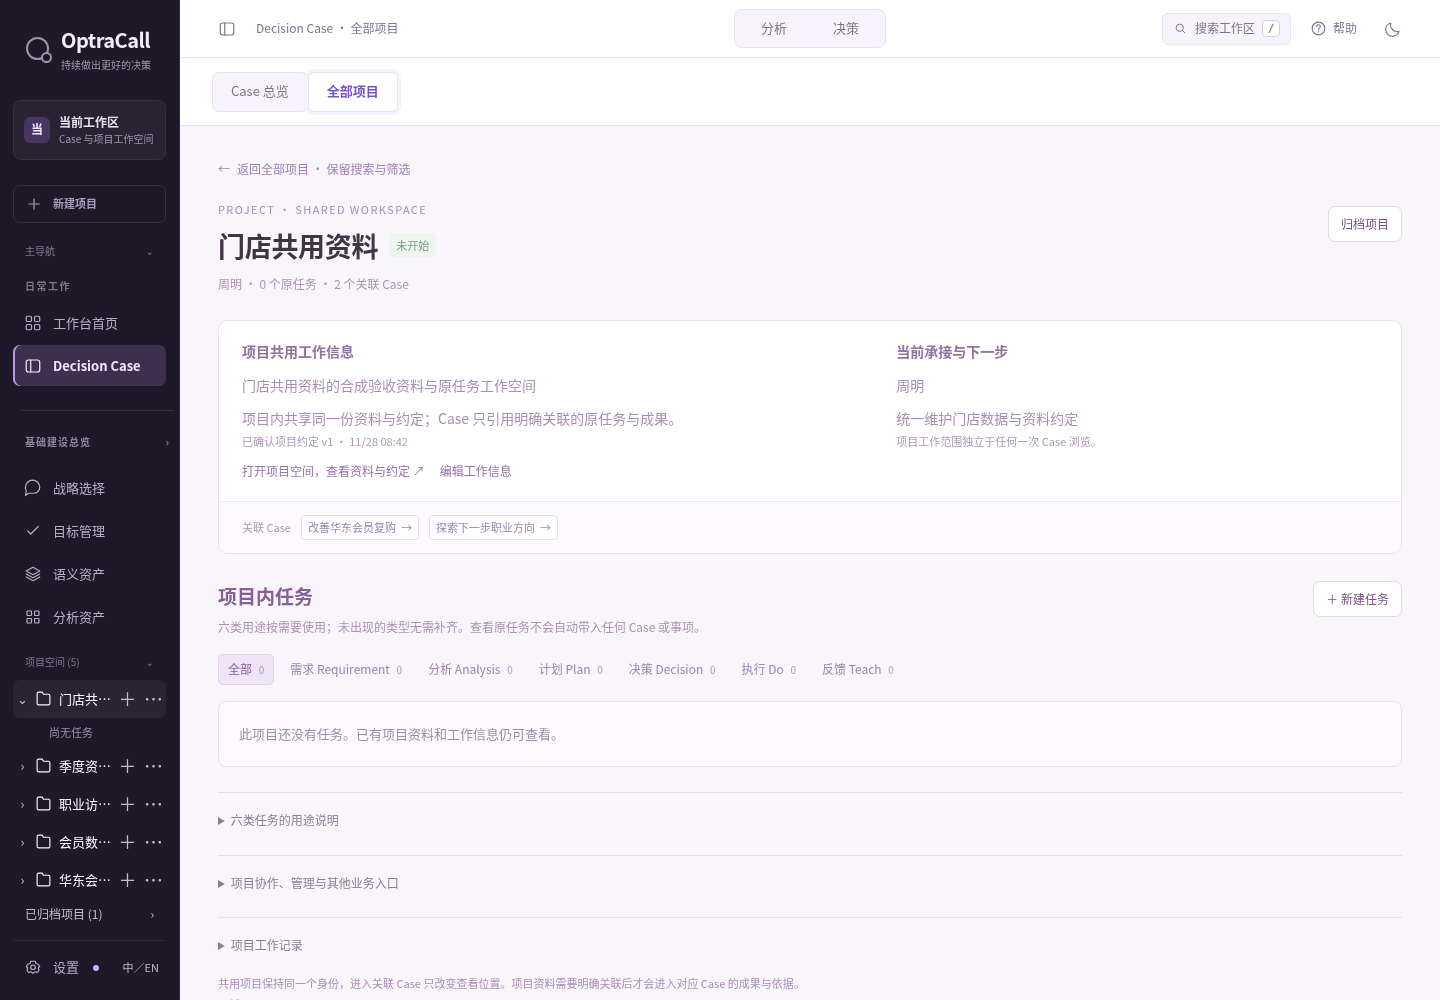 OptraCall
持续做出更好的决策
当 当前工作区
Case 与项目工作空间
新建项目
主导航
日常工作
工作台首页
Decision Case
基础建设总览
战略选择
目标管理
语义资产
分析资产
项目空间 (5)
门店共…
尚无任务
季度资…
职业访…
会员数…
华东会…
已归档项目 (1)
设置 中／EN
Decision Case · 全部项目
分析 决策
搜索工作区 / 帮助
Case 总览 全部项目
← 返回全部项目 · 保留搜索与筛选
PROJECT · SHARED WORKSPACE
门店共用资料 未开始
周明 · 0 个原任务 · 2 个关联 Case
归档项目
项目共用工作信息
门店共用资料的合成验收资料与原任务工作空间
项目内共享同一份资料与约定；Case 只引用明确关联的原任务与成果。
已确认项目约定 v1 · 11/28 08:42
打开项目空间，查看资料与约定 ↗ 编辑工作信息
当前承接与下一步
周明
统一维护门店数据与资料约定
项目工作范围独立于任何一次 Case 浏览。
关联 Case 改善华东会员复购 → 探索下一步职业方向 →
项目内任务
六类用途按需要使用；未出现的类型无需补齐。查看原任务不会自动带入任何 Case 或事项。
＋ 新建任务
全部 0 需求 Requirement 0 分析 Analysis 0 计划 Plan 0 决策 Decision 0 执行 Do 0 反馈 Teach 0
此项目还没有任务。已有项目资料和工作信息仍可查看。
▶ 六类任务的用途说明
▶ 项目协作、管理与其他业务入口
▶ 项目工作记录
共用项目保持同一个身份，进入关联 Case 只改变查看位置。项目资料需要明确关联后才会进入对应 Case 的成果与依据。